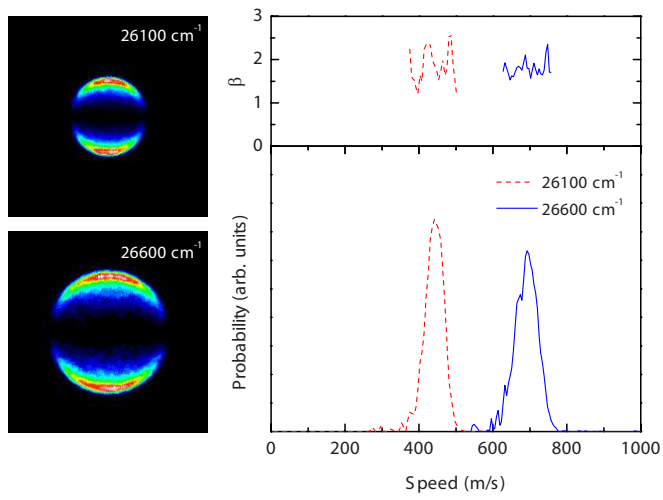 26100 cm⁻¹
26600 cm⁻¹
β
3
2
1
0
Probability (arb. units)
26100 cm⁻¹
26600 cm⁻¹
0 200 400 600 800 1000
Speed (m/s)